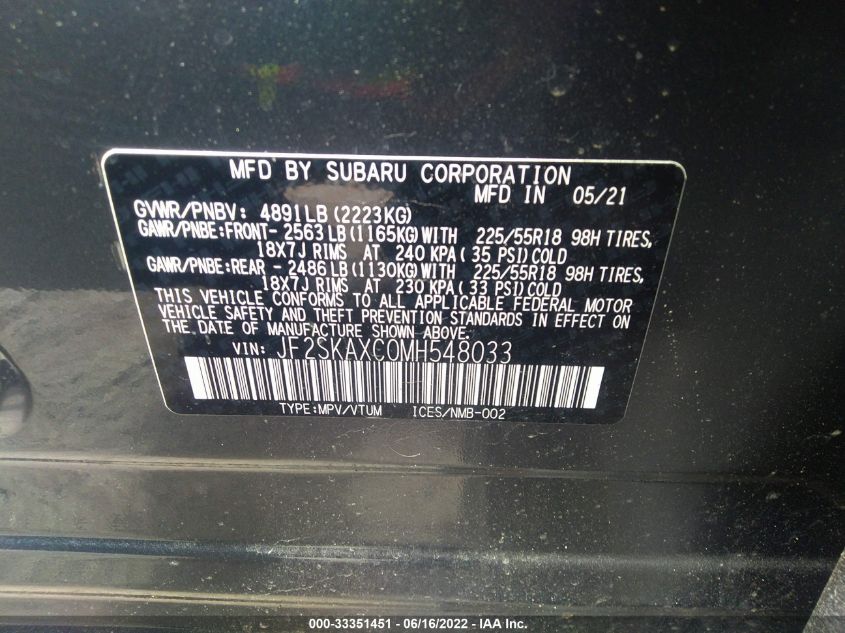 MFD BY SUBARU CORPORATION
MFD IN 05/21
GVWR/PNBV: 4891LB(2223KG)
GAWR/PNBE:FRONT- 2563LB(1165KG)WITH 225/55R18 98H TIRES,
18X7J RIMS AT 240 KPA( 35 PSI)COLD
GAWR/PNBE:REAR - 2486LB(1130KG)WITH 225/55R18 98H TIRES,
18X7J RIMS AT 230 KPA( 33 PSI)COLD
THIS VEHICLE CONFORMS TO ALL APPLICABLE FEDERAL MOTOR
VEHICLE SAFETY AND THEFT PREVENTION STANDARDS IN EFFECT ON
THE DATE OF MANUFACTURE SHOWN ABOVE.
VIN: JF2SKAXC0MH548033
TYPE:MPV/VTUM ICES/NMB-002
000-33351451 - 06/16/2022 - IAA Inc.